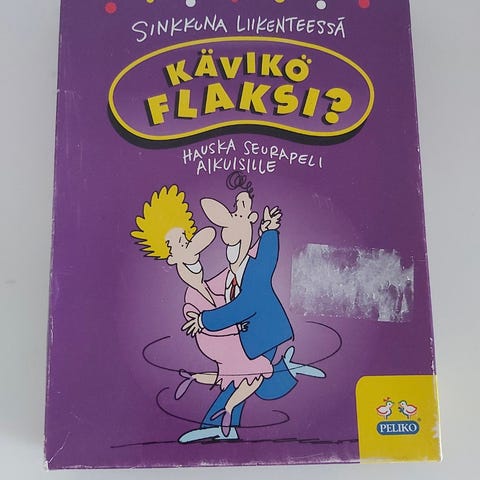 SINKKUNA LIIKENTEESSÄ
KÄVIKÖ
FLAKSI?
HAUSKA SEURAPELI
AIKUISILLE
PELIKO